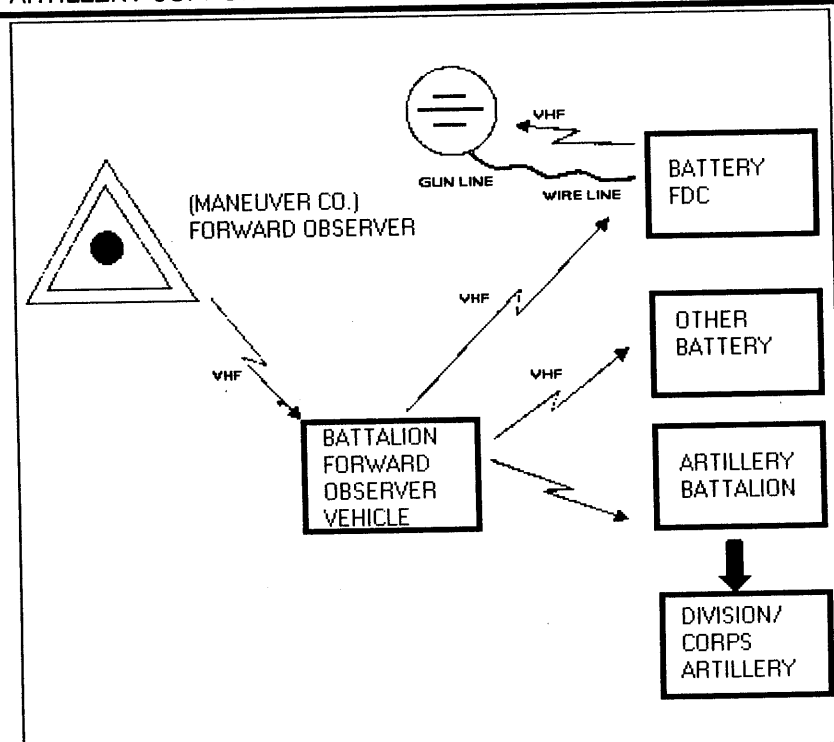 ARTILLERY
VHF
GUN LINE
WIRE LINE
BATTERY
FDC
(MANEUVER CO.)
FORWARD OBSERVER
VHF
OTHER
BATTERY
VHF
VHF
BATTALION
FORWARD
OBSERVER
VEHICLE
ARTILLERY
BATTALION
DIVISION/
CORPS
ARTILLERY